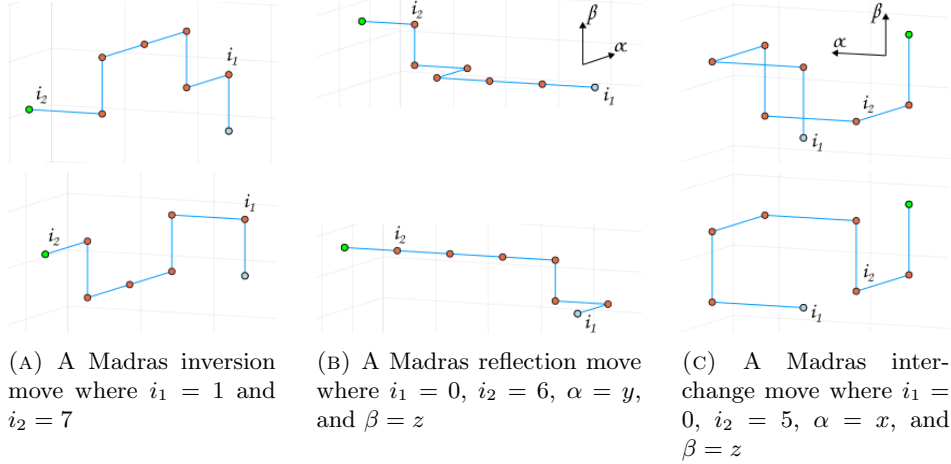 i₁
i₂
i₂
β
α
i₁
β
α
i₂
i₁
i₁
i₂
i₂
i₁
i₂
i₁
(A) A Madras inversion
move where i₁ = 1 and
i₂ = 7
(B) A Madras reflection move
where i₁ = 0, i₂ = 6, α = y,
and β = z
(C) A Madras inter-
change move where i₁ =
0, i₂ = 5, α = x, and
β = z